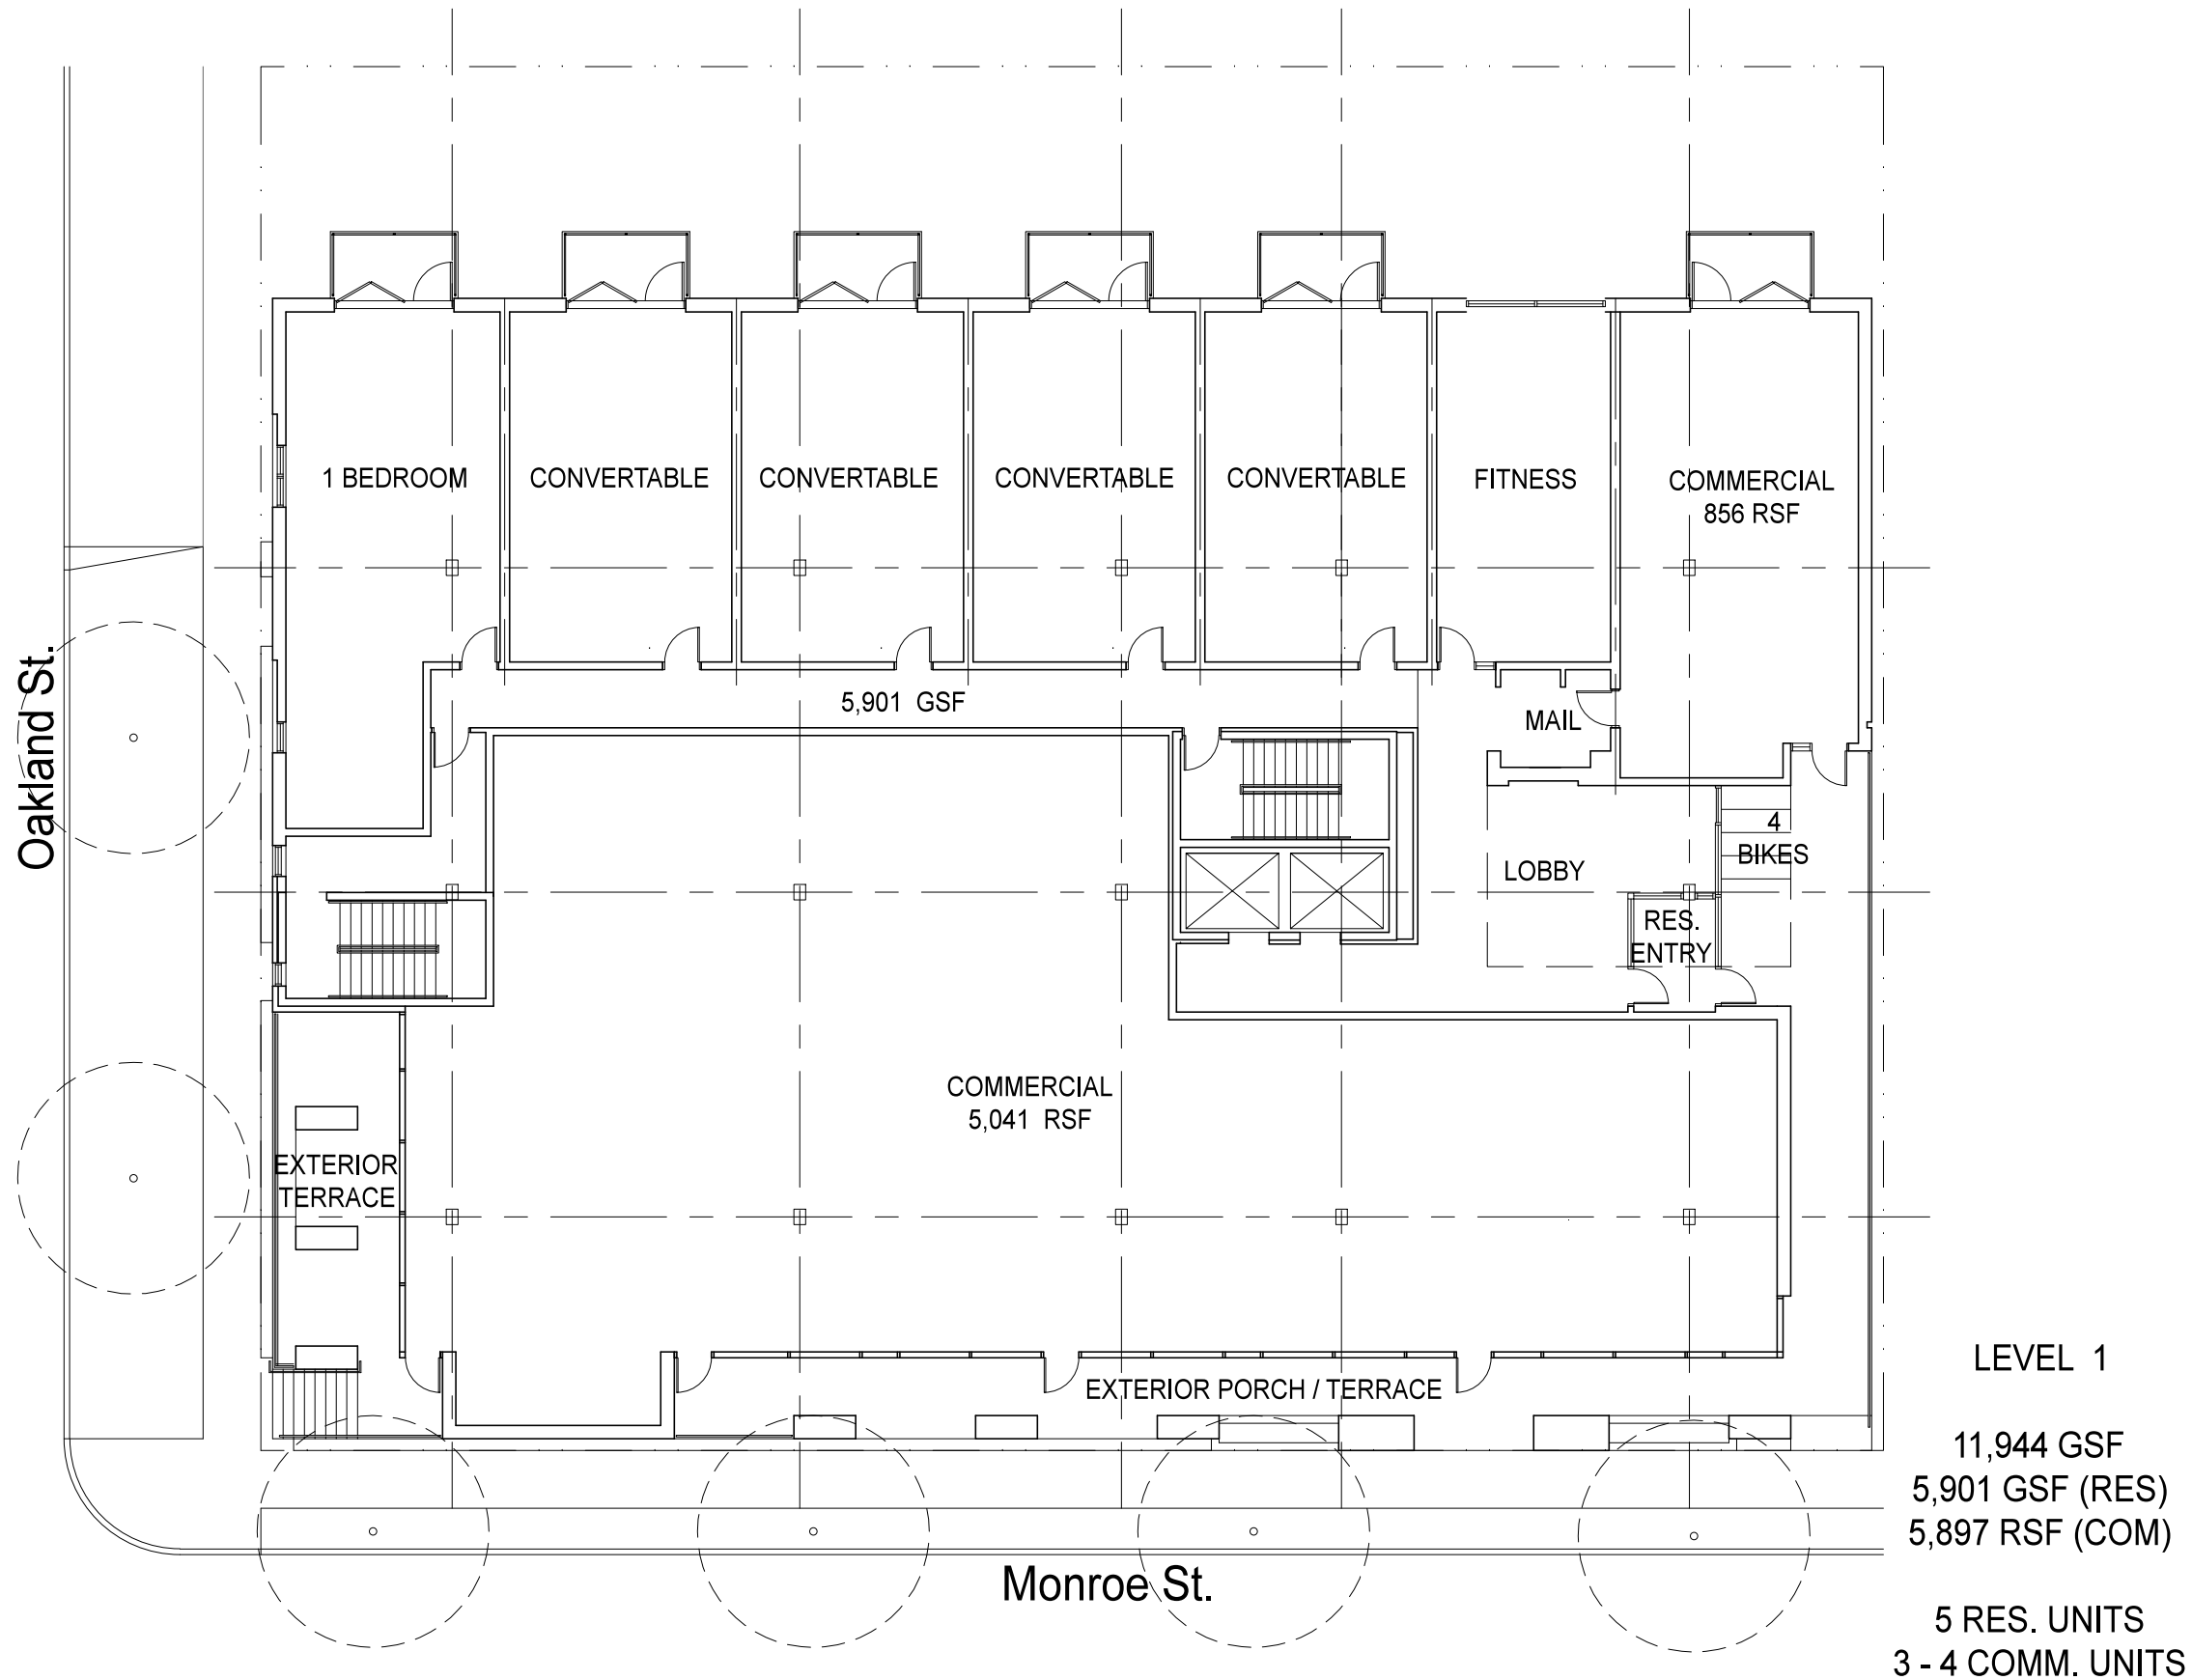 1 BEDROOM
CONVERTABLE
CONVERTABLE
CONVERTABLE
CONVERTABLE
FITNESS
COMMERCIAL
856 RSF
Oakland St.
5,901 GSF
MAIL
4
BIKES
LOBBY
RES.
ENTRY
COMMERCIAL
5,041 RSF
EXTERIOR
TERRACE
EXTERIOR PORCH / TERRACE
Monroe St.
LEVEL 1
11,944 GSF
5,901 GSF (RES)
5,897 RSF (COM)
5 RES. UNITS
3 - 4 COMM. UNITS